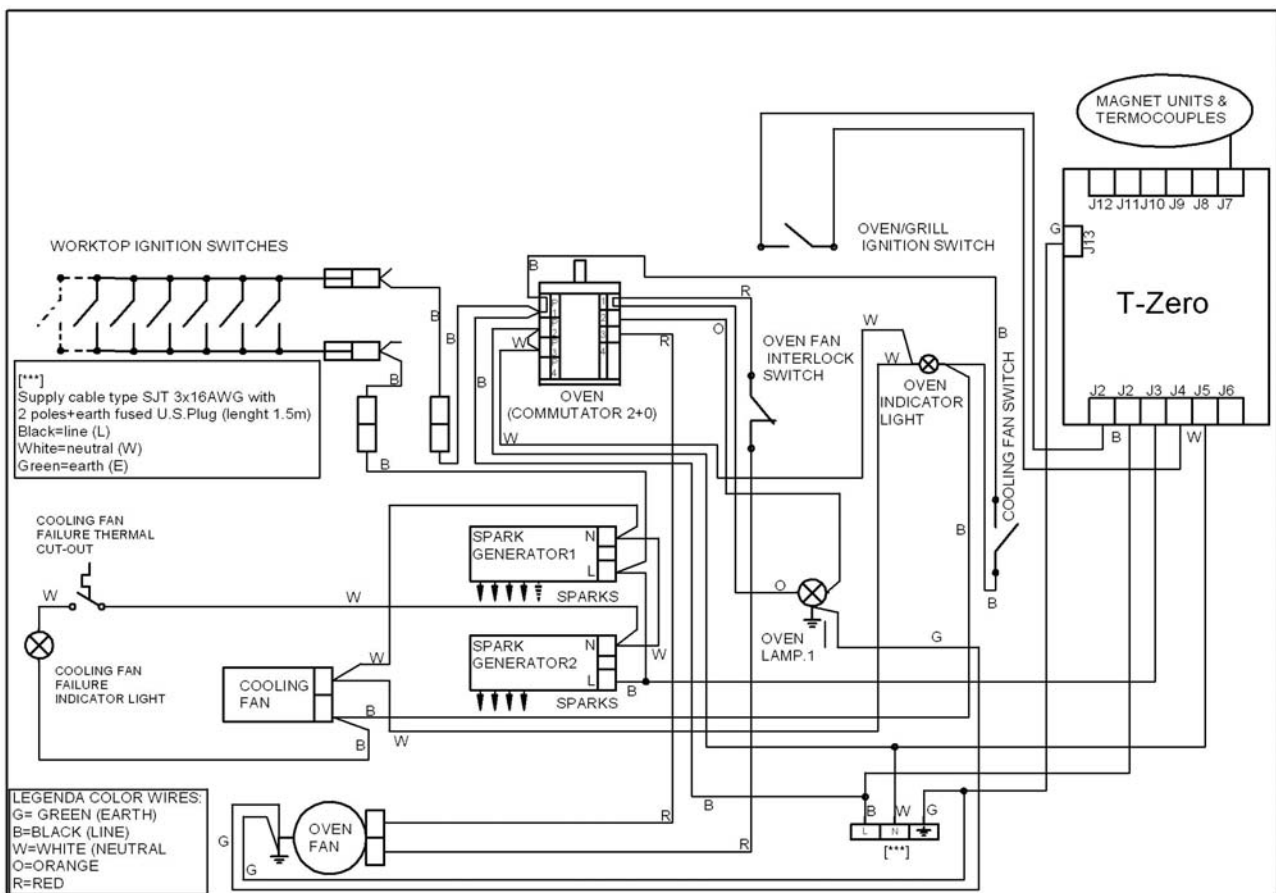 MAGNET UNITS &
TERMOCOUPLES
J12 J11 J10 J9 J8 J7
G
J13
T-Zero
J2 J2 J3 J4 J5 J6
B
W
WORKTOP IGNITION SWITCHES
OVEN/GRILL
IGNITION SWITCH
B
R
O
R
B
B
B
B
W
W
W
W
B
OVEN
(COMMUTATOR 2+0)
1
2
3
4
OVEN FAN
INTERLOCK
SWITCH
OVEN
INDICATOR
LIGHT
B
COOLING FAN SWITCH
B
B
[***]
Supply cable type SJT 3x16AWG with
2 poles+earth fused U.S.Plug (lenght 1.5m)
Black=line (L)
White=neutral (W)
Green=earth (E)
COOLING FAN
FAILURE THERMAL
CUT-OUT
W
W
COOLING FAN
FAILURE
INDICATOR LIGHT
SPARK
GENERATOR1
N
L
SPARKS
SPARK
GENERATOR2
N
L
SPARKS
W
B
O
OVEN
LAMP.1
G
COOLING
FAN
W
B
W
B
LEGENDA COLOR WIRES:
G= GREEN (EARTH)
B=BLACK (LINE)
W=WHITE (NEUTRAL
O=ORANGE
R=RED
G
G
OVEN
FAN
R
R
B
B
W
G
L
N
[***]